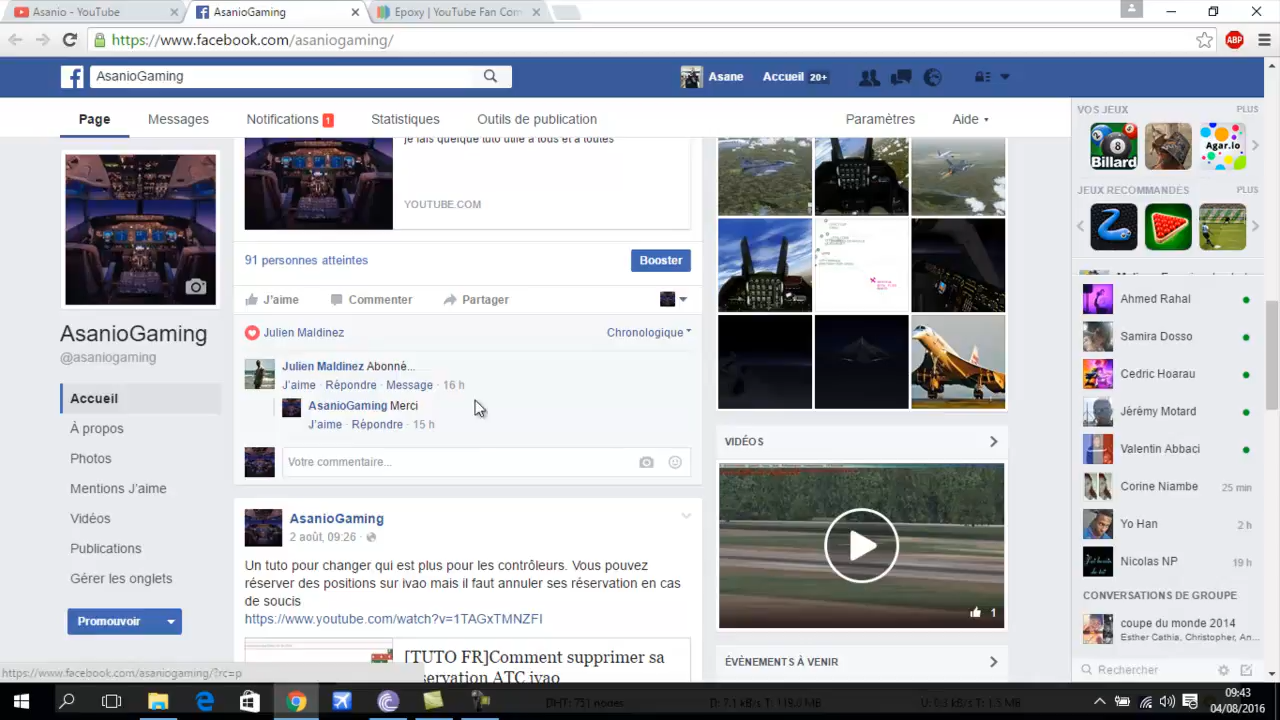 Asanio - YouTube
AsanioGaming
Epoxy | YouTube Fan Com
https://www.facebook.com/asaniogaming/
ABP
AsanioGaming
Asane
Accueil 20+
Page
Messages
Notifications 1
Statistiques
Outils de publication
Paramètres
Aide
je fais quelque tuto utile à tous et à toutes
YOUTUBE.COM
91 personnes atteintes
Booster
J'aime
Commenter
Partager
Julien Maldinez
Chronologique
Julien Maldinez Abonné...
J'aime · Répondre · Message · 16 h
AsanioGaming Merci
J'aime · Répondre · 15 h
Votre commentaire...
AsanioGaming
@asaniogaming
Accueil
À propos
Photos
Mentions J'aime
Vidéos
Publications
Gérer les onglets
Promouvoir
AsanioGaming
2 août, 09:26
Un tuto pour changer qui est plus pour les contrôleurs. Vous pouvez
réserver des positions sur ivao mais il faut annuler ses réservation en cas
de soucis
https://www.youtube.com/watch?v=1TAGxTMNZFI
[TUTO FR]Comment supprimer sa
VIDÉOS
1
ÉVÈNEMENTS À VENIR
VOS JEUX
PLUS
Billard
Agar.io
JEUX RECOMMANDÉS
PLUS
Ahmed Rahal
Samira Dosso
Cedric Hoarau
Jérémy Motard
Valentin Abbaci
Corine Niambe
25 min
Yo Han
2 h
Nicolas NP
19 h
CONVERSATIONS DE GROUPE
coupe du monde 2014
Esther Cathia, Christopher, An...
Rechercher
https://www.facebook.com/asaniogaming/?rc=p
09:43
04/08/2016